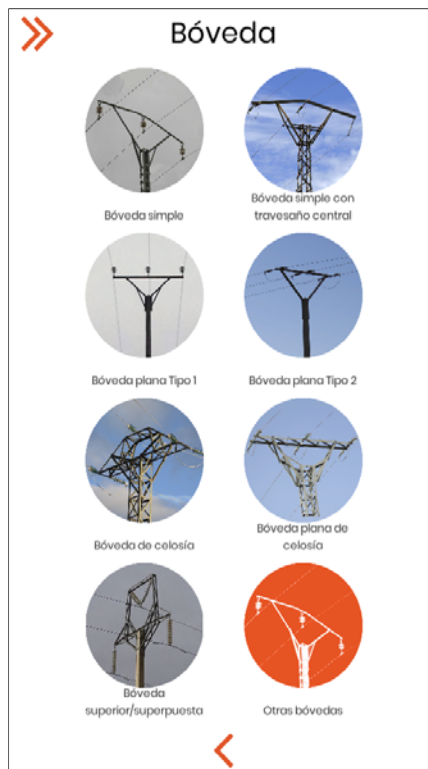 Bóveda
Bóveda simple
Bóveda simple con
travesaño central
Bóveda plana Tipo 1
Bóveda plana Tipo 2
Bóveda de celosía
Bóveda plana de
celosía
Bóveda
superior/superpuesta
Otras bóvedas